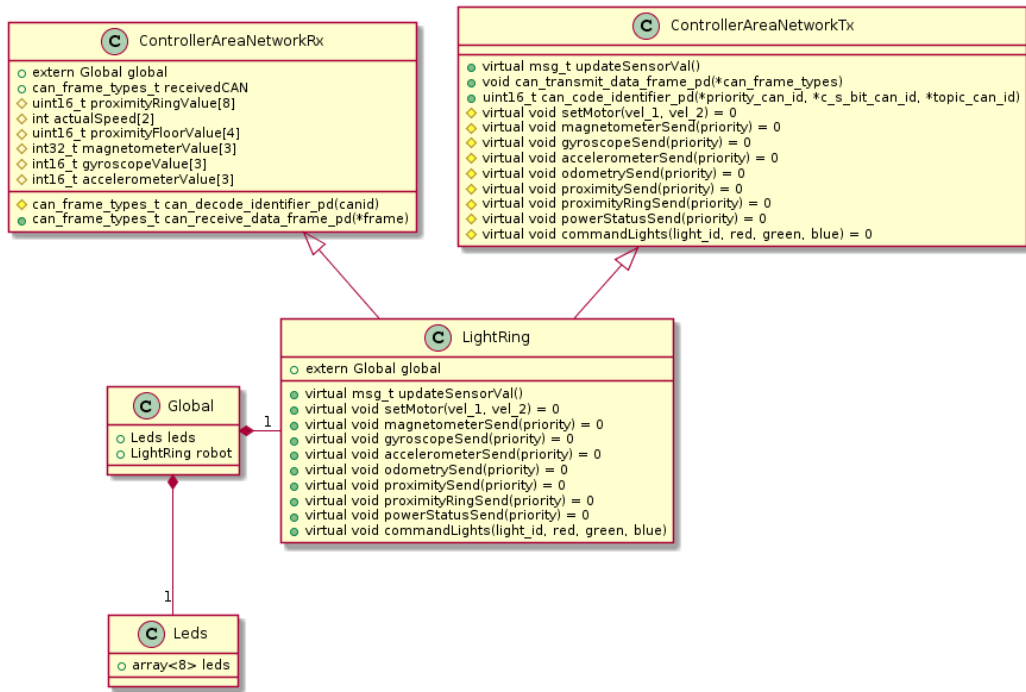 C ControllerAreaNetworkRx
extern Global global
can_frame_types_t receivedCAN
uint16_t proximityRingValue[8]
int actualSpeed[2]
uint16_t proximityFloorValue[4]
int32_t magnetometerValue[3]
int16_t gyroscopeValue[3]
int16_t accelerometerValue[3]
can_frame_types_t can_decode_identifier_pd(canid)
can_frame_types_t can_receive_data_frame_pd(*frame)
C ControllerAreaNetworkTx
virtual msg_t updateSensorVal()
void can_transmit_data_frame_pd(*can_frame_types)
uint16_t can_code_identifier_pd(*priority_can_id, *c_s_bit_can_id, *topic_can_id)
virtual void setMotor(vel_1, vel_2) = 0
virtual void magnetometerSend(priority) = 0
virtual void gyroscopeSend(priority) = 0
virtual void accelerometerSend(priority) = 0
virtual void odometrySend(priority) = 0
virtual void proximitySend(priority) = 0
virtual void proximityRingSend(priority) = 0
virtual void powerStatusSend(priority) = 0
virtual void commandLights(light_id, red, green, blue) = 0
C LightRing
extern Global global
virtual msg_t updateSensorVal()
virtual void setMotor(vel_1, vel_2) = 0
virtual void magnetometerSend(priority) = 0
virtual void gyroscopeSend(priority) = 0
virtual void accelerometerSend(priority) = 0
virtual void odometrySend(priority) = 0
virtual void proximitySend(priority) = 0
virtual void proximityRingSend(priority) = 0
virtual void powerStatusSend(priority) = 0
virtual void commandLights(light_id, red, green, blue)
C Global
Leds leds
LightRing robot
1
1
C Leds
array<8> leds